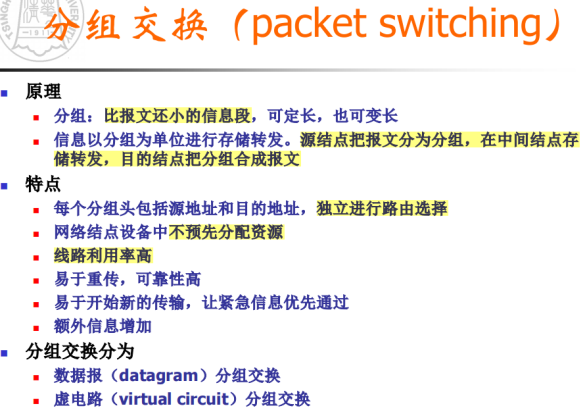 分组交换（packet switching）
原理
分组：比报文还小的信息段，可定长，也可变长
信息以分组为单位进行存储转发。源结点把报文分为分组，在中间结点存
储转发，目的结点把分组合成报文
特点
每个分组头包括源地址和目的地址，独立进行路由选择
网络结点设备中不预先分配资源
线路利用率高
易于重传，可靠性高
易于开始新的传输，让紧急信息优先通过
额外信息增加
分组交换分为
数据报（datagram）分组交换
虚电路（virtual circuit）分组交换